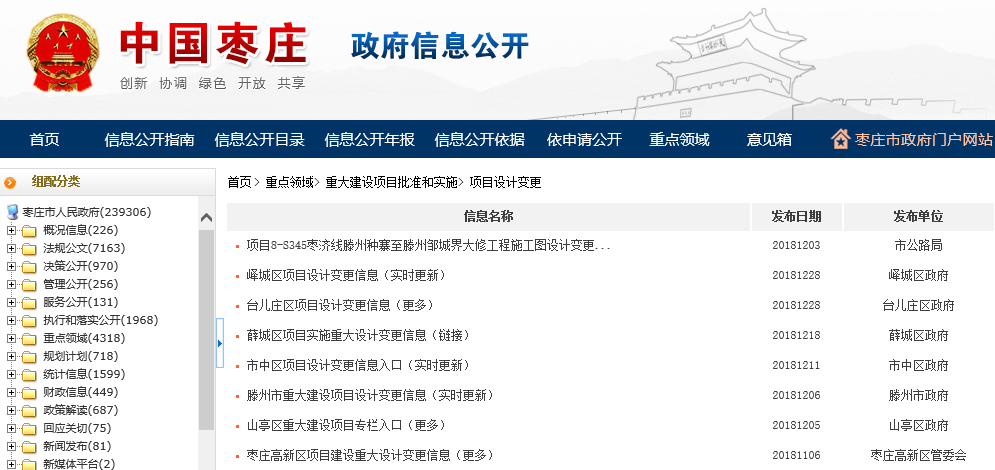 中国枣庄
创新 协调 绿色 开放 共享
政府信息公开
首页 信息公开指南 信息公开目录 信息公开年报 信息公开依据 依申请公开 重点领域 意见箱 枣庄市政府门户网站
组配分类
枣庄市人民政府(239306)
概况信息(226)
法规公文(7163)
决策公开(970)
管理公开(256)
服务公开(131)
执行和落实公开(1968)
重点领域(4318)
规划计划(718)
统计信息(1599)
财政信息(449)
政策解读(687)
回应关切(75)
新闻发布(81)
新媒体平台(2)
首页> 重点领域> 重大建设项目批准和实施> 项目设计变更
信息名称 发布日期 发布单位
项目8-S345枣济线滕州种寨至滕州邹城界大修工程施工图设计变更... 20181203 市公路局
峄城区项目设计变更信息（实时更新） 20181228 峄城区政府
台儿庄区项目设计变更信息（更多） 20181228 台儿庄区政府
薛城区项目实施重大设计变更信息（链接） 20181218 薛城区政府
市中区项目设计变更信息入口（实时更新） 20181211 市中区政府
滕州市重大建设项目设计变更信息（实时更新） 20181206 滕州市政府
山亭区重大建设项目专栏入口（更多） 20181205 山亭区政府
枣庄高新区项目建设重大设计变更信息（更多） 20181106 枣庄高新区管委会